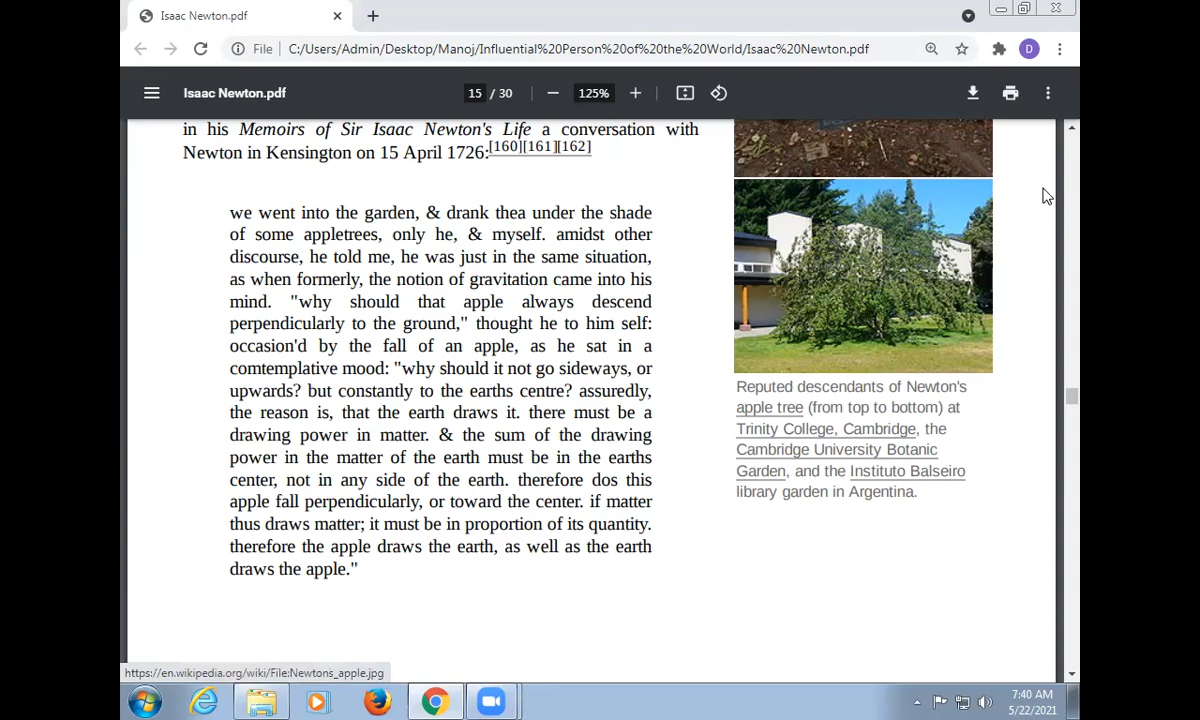 Isaac Newton.pdf
File
C:/Users/Admin/Desktop/Manoj/Influential%20Person%20of%20the%20World/Isaac%20Newton.pdf
D
Isaac Newton.pdf
15 / 30
125%
in his Memoirs of Sir Isaac Newton's Life a conversation with
Newton in Kensington on 15 April 1726:[160][161][162]
we went into the garden, & drank thea under the shade
of some appletrees, only he, & myself. amidst other
discourse, he told me, he was just in the same situation,
as when formerly, the notion of gravitation came into his
mind. "why should that apple always descend
perpendicularly to the ground," thought he to him self:
occasion'd by the fall of an apple, as he sat in a
comtemplative mood: "why should it not go sideways, or
upwards? but constantly to the earths centre? assuredly,
the reason is, that the earth draws it. there must be a
drawing power in matter. & the sum of the drawing
power in the matter of the earth must be in the earths
center, not in any side of the earth. therefore dos this
apple fall perpendicularly, or toward the center. if matter
thus draws matter; it must be in proportion of its quantity.
therefore the apple draws the earth, as well as the earth
draws the apple."
Reputed descendants of Newton's
apple tree (from top to bottom) at
Trinity College, Cambridge, the
Cambridge University Botanic
Garden, and the Instituto Balseiro
library garden in Argentina.
https://en.wikipedia.org/wiki/File:Newtons_apple.jpg
7:40 AM
5/22/2021